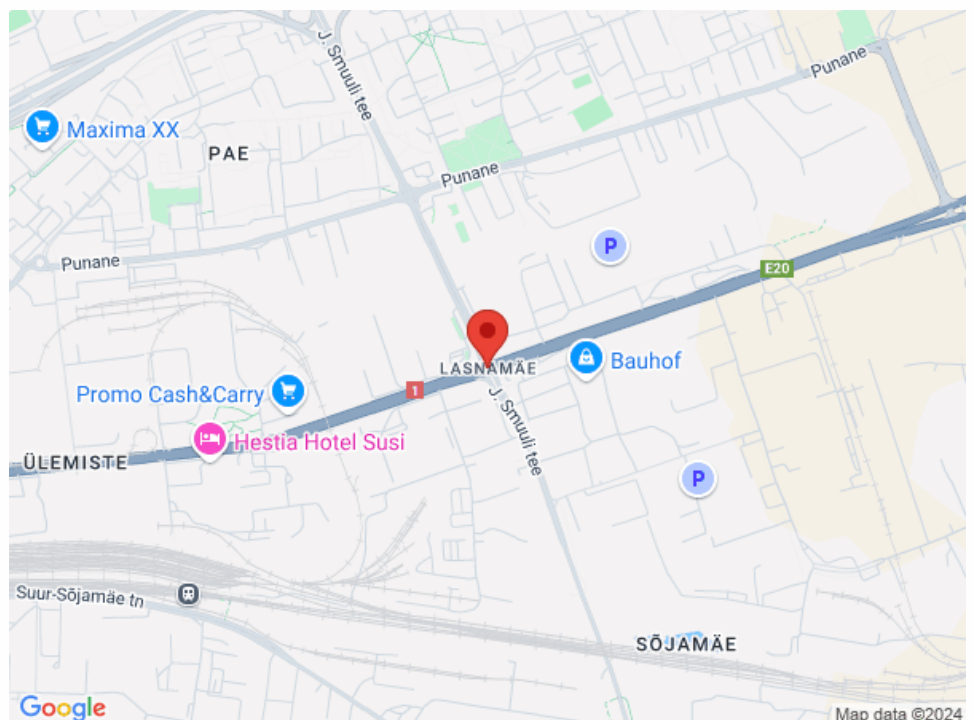 J. Smuuli tee
Punane
Maxima XX
PAE
Punane
P
Punane
E20
LASNAMÄE
Bauhof
1
Promo Cash&Carry
J. Smuuli tee
Hestia Hotel Susi
ÜLEMISTE
P
Suur-Sõjamäe tn
SÕJAMÄE
Google
Map data ©2024